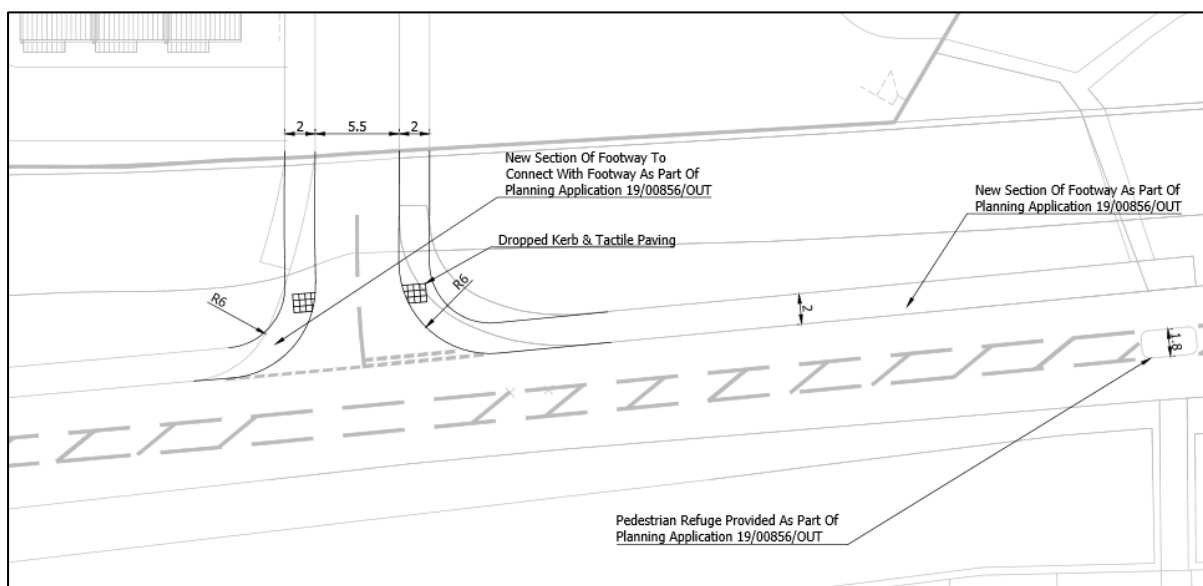 2
5.5
2
New Section Of Footway To
Connect With Footway As Part Of
Planning Application 19/00856/OUT
New Section Of Footway As Part Of
Planning Application 19/00856/OUT
Dropped Kerb & Tactile Paving
R6
R6
2
1.8
Pedestrian Refuge Provided As Part Of
Planning Application 19/00856/OUT